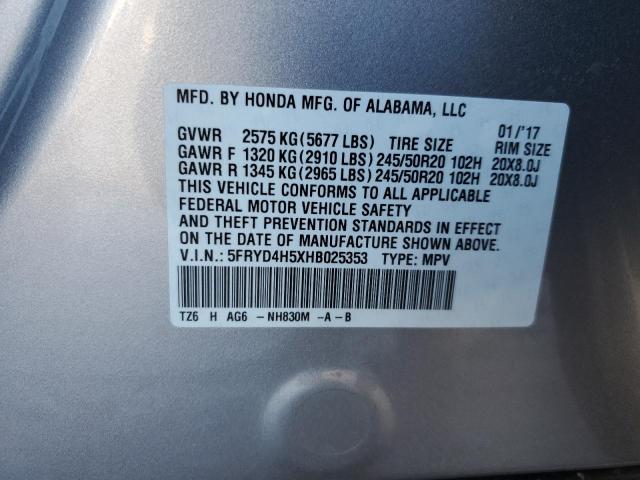 MFD. BY HONDA MFG. OF ALABAMA, LLC
01/'17
GVWR 2575 KG (5677 LBS) TIRE SIZE RIM SIZE
GAWR F 1320 KG (2910 LBS) 245/50R20 102H 20X8.0J
GAWR R 1345 KG (2965 LBS) 245/50R20 102H 20X8.0J
THIS VEHICLE CONFORMS TO ALL APPLICABLE
FEDERAL MOTOR VEHICLE SAFETY
AND THEFT PREVENTION STANDARDS IN EFFECT
ON THE DATE OF MANUFACTURE SHOWN ABOVE.
V.I.N.: 5FRYD4H5XHB025353 TYPE: MPV
TZ6 H AG6 -NH830M -A-B